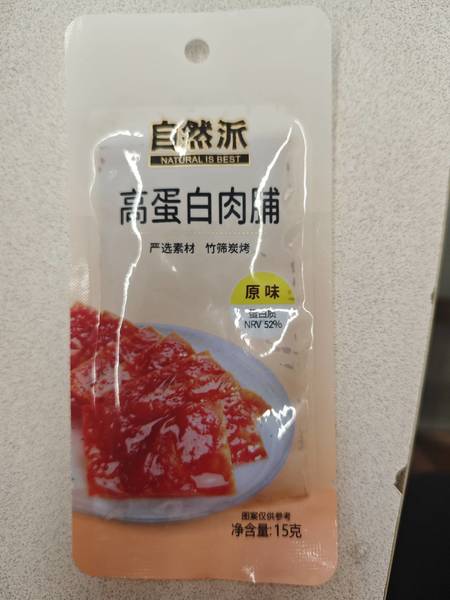 自然派
NATURAL IS BEST
高蛋白肉脯
严选素材 竹筛炭烤
原味
蛋白质
NRV 52%
图案仅供参考
净含量:15克